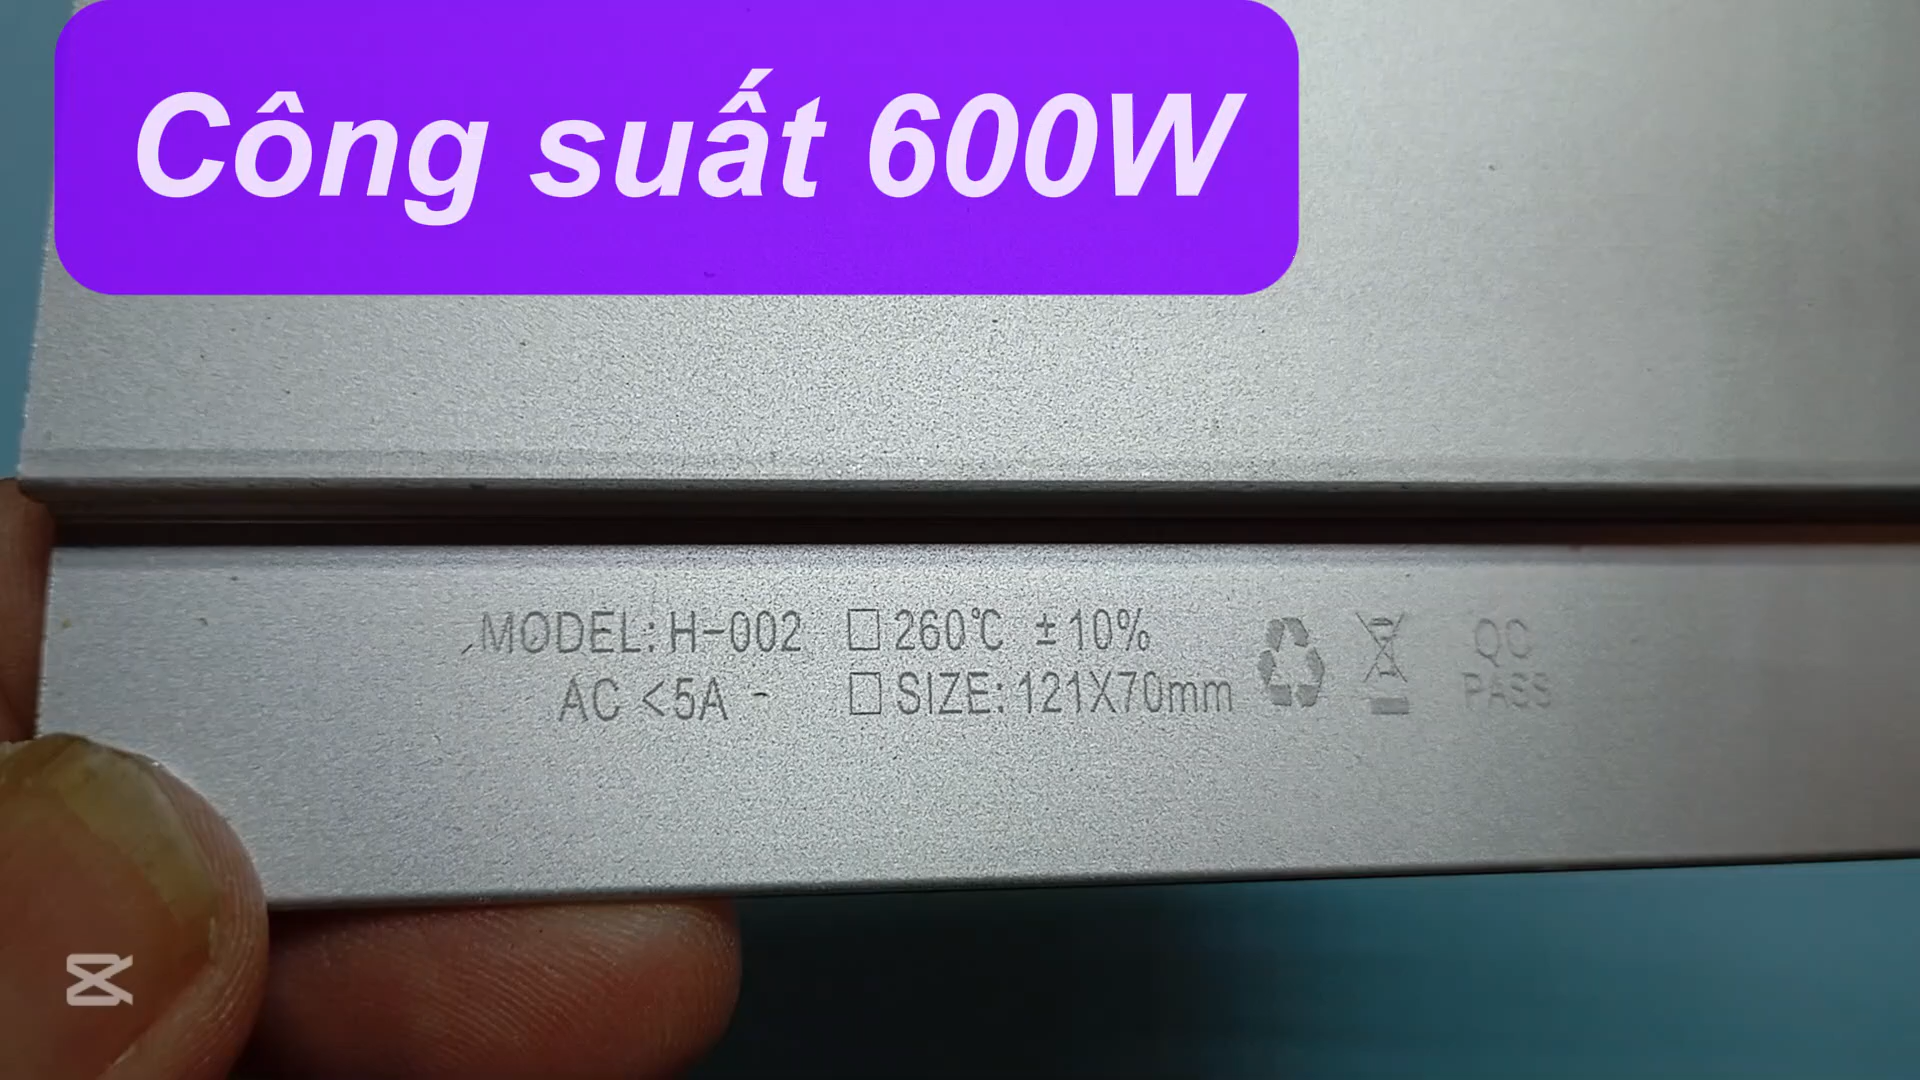 Công suất 600W
MODEL: H-002 □ 260℃ ±10%
AC <5A - □ SIZE: 121X70mm
QC
PASS